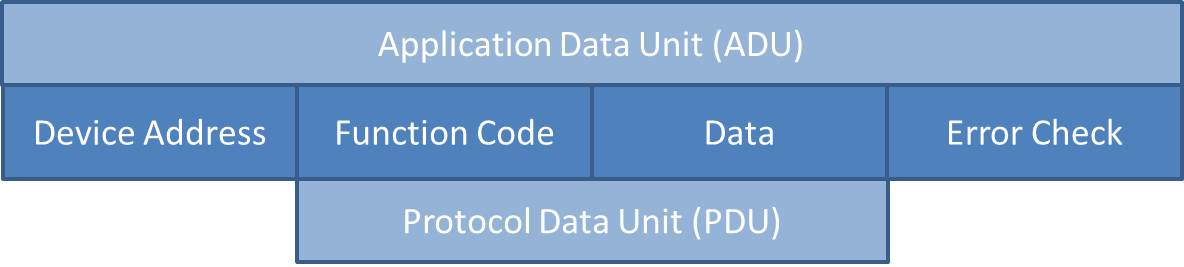 Application Data Unit (ADU)
Device Address Function Code Data Error Check
Protocol Data Unit (PDU)